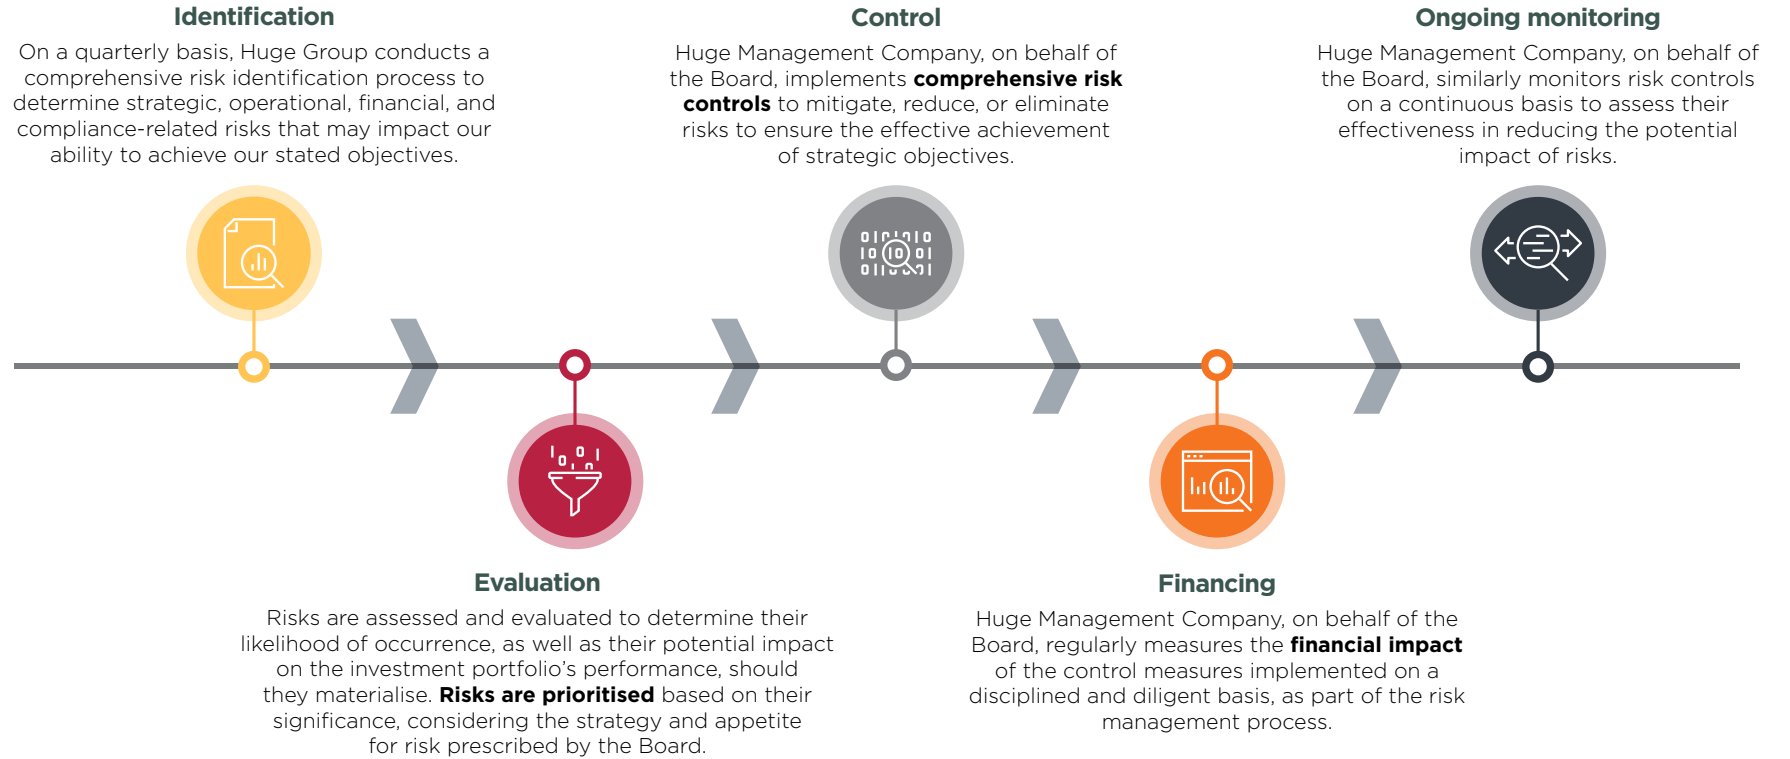 Identification
On a quarterly basis, Huge Group conducts a
comprehensive risk identification process to
determine strategic, operational, financial, and
compliance-related risks that may impact our
ability to achieve our stated objectives.
Evaluation
Risks are assessed and evaluated to determine their
likelihood of occurrence, as well as their potential impact
on the investment portfolio’s performance, should
they materialise. Risks are prioritised based on their
significance, considering the strategy and appetite
for risk prescribed by the Board.
Control
Huge Management Company, on behalf of
the Board, implements comprehensive risk
controls to mitigate, reduce, or eliminate
risks to ensure the effective achievement
of strategic objectives.
Financing
Huge Management Company, on behalf of the
Board, regularly measures the financial impact
of the control measures implemented on a
disciplined and diligent basis, as part of the risk
management process.
Ongoing monitoring
Huge Management Company, on behalf of
the Board, similarly monitors risk controls
on a continuous basis to assess their
effectiveness in reducing the potential
impact of risks.